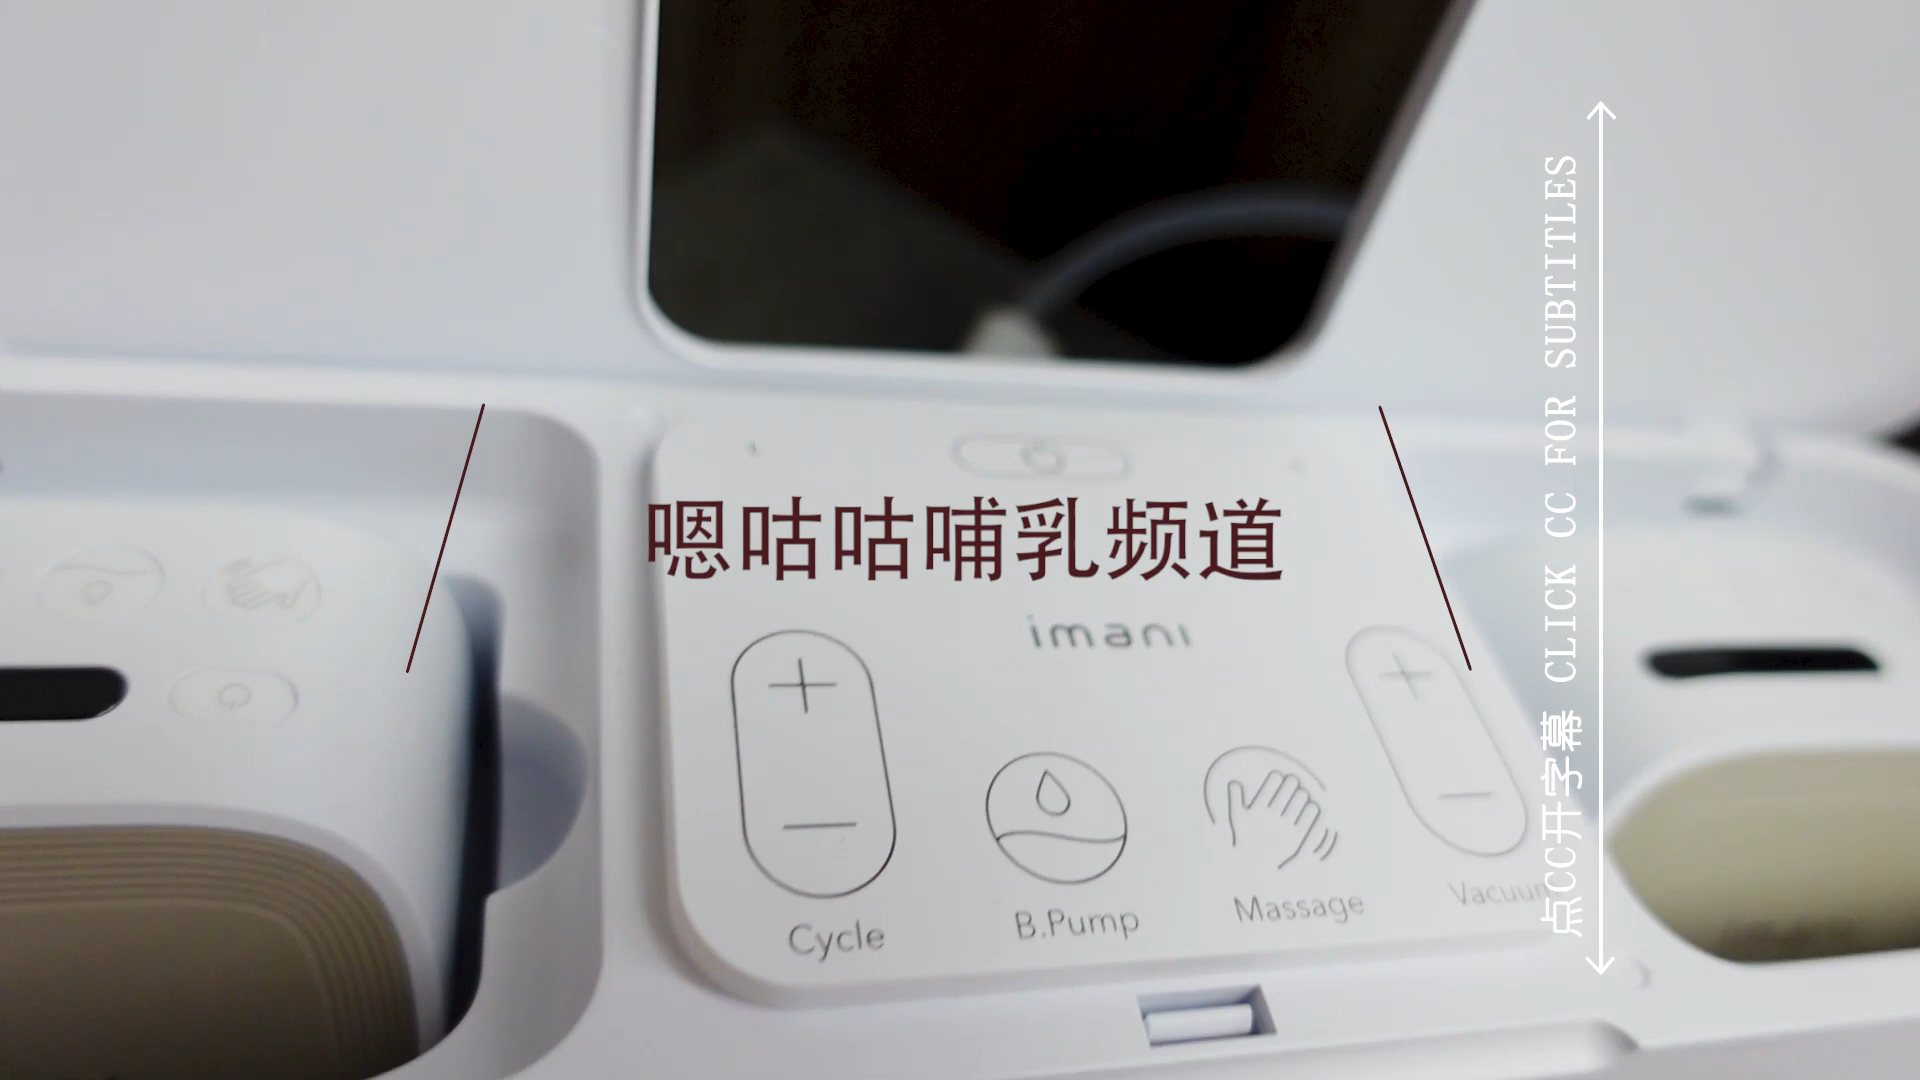 嗯咕咕哺乳频道
imani
Cycle
B.Pump
Massage
Vacuum
点CC开字幕 CLICK CC FOR SUBTITLES